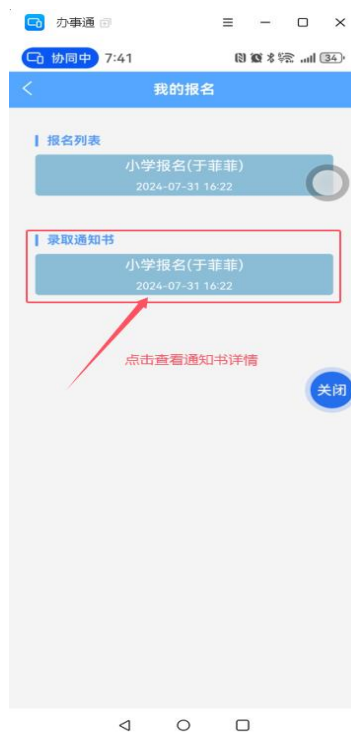 办事通
协同中 7:41
34
我的报名
报名列表
小学报名(于菲菲)
2024-07-31 16:22
录取通知书
小学报名(于菲菲)
2024-07-31 16:22
点击查看通知书详情
关闭